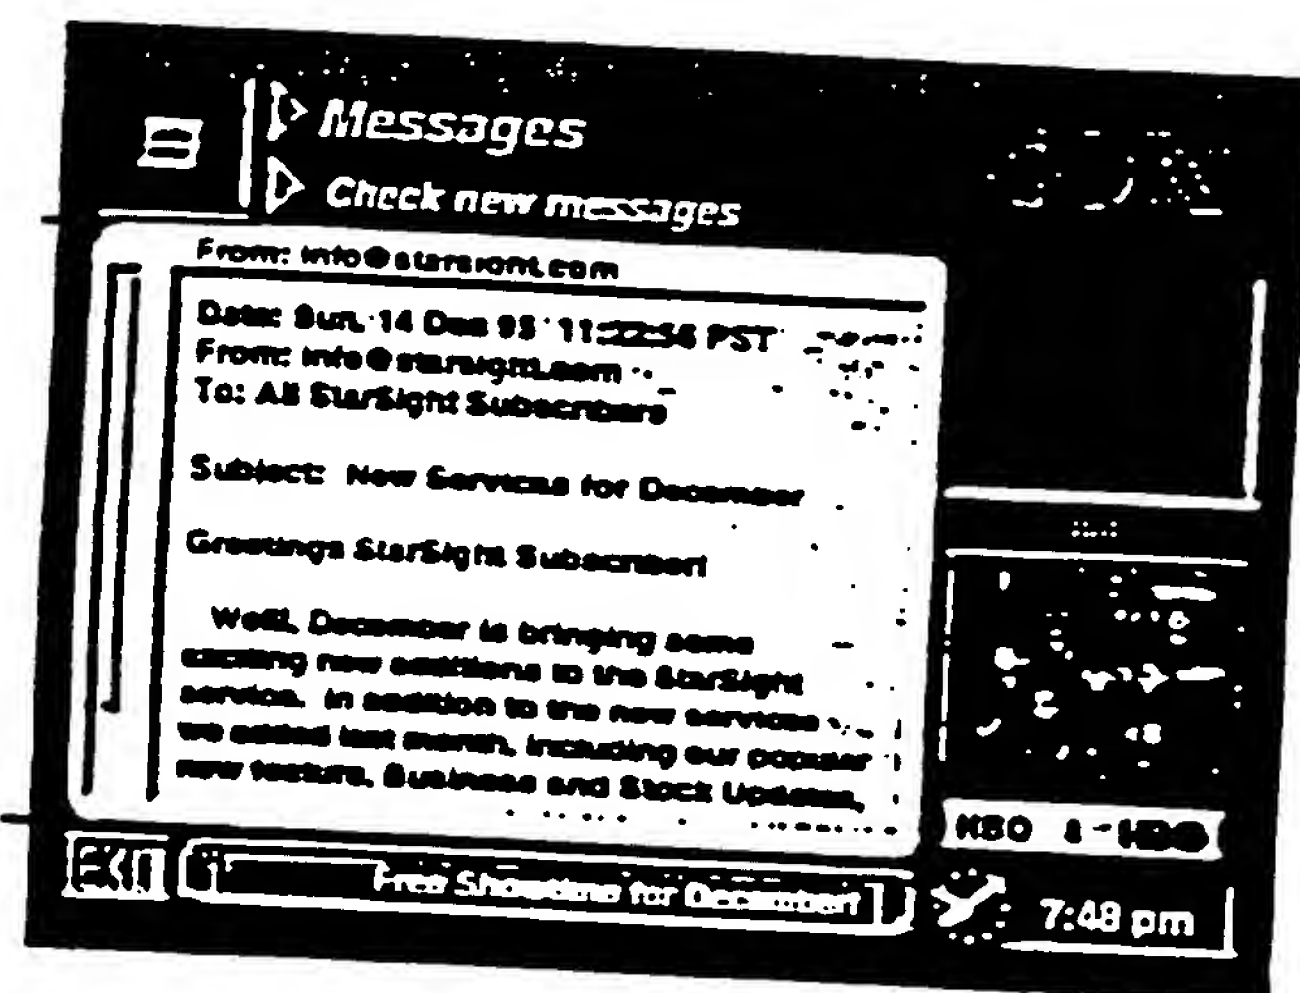 Messages
Check new messages
From: info@starsight.com
Date: Sun, 14 Dec 95 11:22:56 PST
From: info@starsight.com
To: All StarSight Subscribers
Subject: New Services for December
Greetings StarSight Subscriber!
Well, December is bringing some
exciting new additions to the StarSight
service. In addition to the new services
we added last month, including our popular
new feature, Business and Stock Updates,
HBO
Free Showtime for December!
7:48 pm